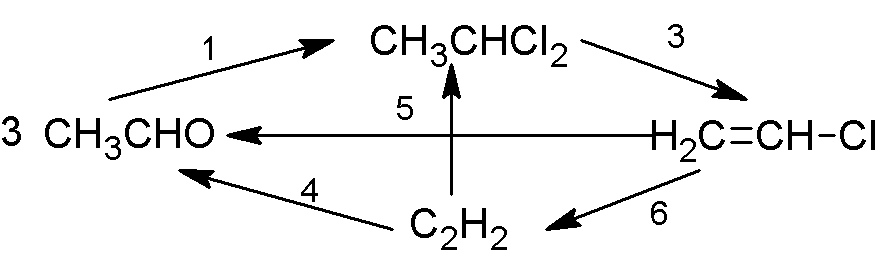 1 CH3CHCl2 3
3 CH3CHO 5 H2C=CH-Cl
4 C2H2 6